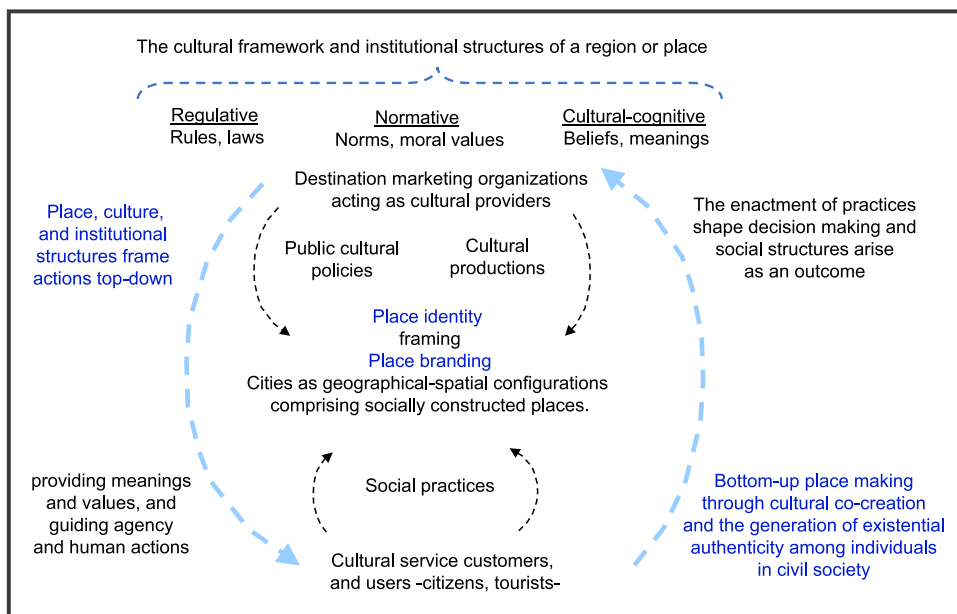 The cultural framework and institutional structures of a region or place
Regulative
Rules, laws
Normative
Norms, moral values
Cultural-cognitive
Beliefs, meanings
Destination marketing organizations
acting as cultural providers
Place, culture,
and institutional
structures frame
actions top-down
Public cultural
policies
Cultural
productions
The enactment of practices
shape decision making and
social structures arise
as an outcome
Place identity
framing
Place branding
Cities as geographical-spatial configurations
comprising socially constructed places.
providing meanings
and values, and
guiding agency
and human actions
Social practices
Bottom-up place making
through cultural co-creation
and the generation of existential
authenticity among individuals
in civil society
Cultural service customers,
and users -citizens, tourists-